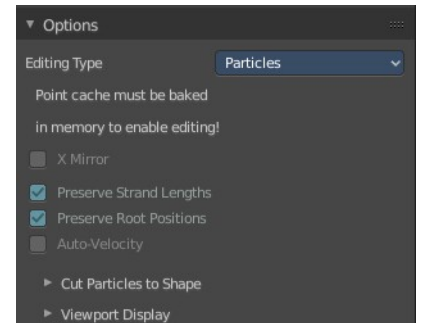 Options
Editing Type Particles
Point cache must be baked
in memory to enable editing!
X Mirror
Preserve Strand Lengths
Preserve Root Positions
Auto-Velocity
Cut Particles to Shape
Viewport Display